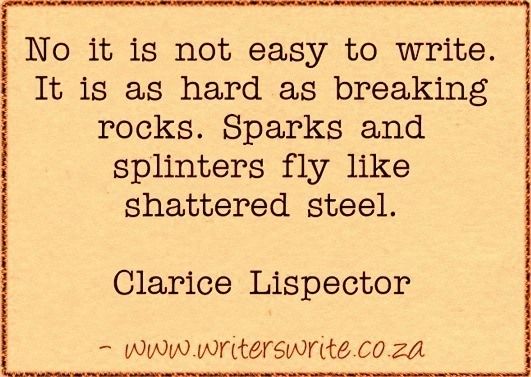 No it is not easy to write.
It is as hard as breaking
rocks. Sparks and
splinters fly like
shattered steel.
Clarice Lispector
- www.writerswrite.co.za